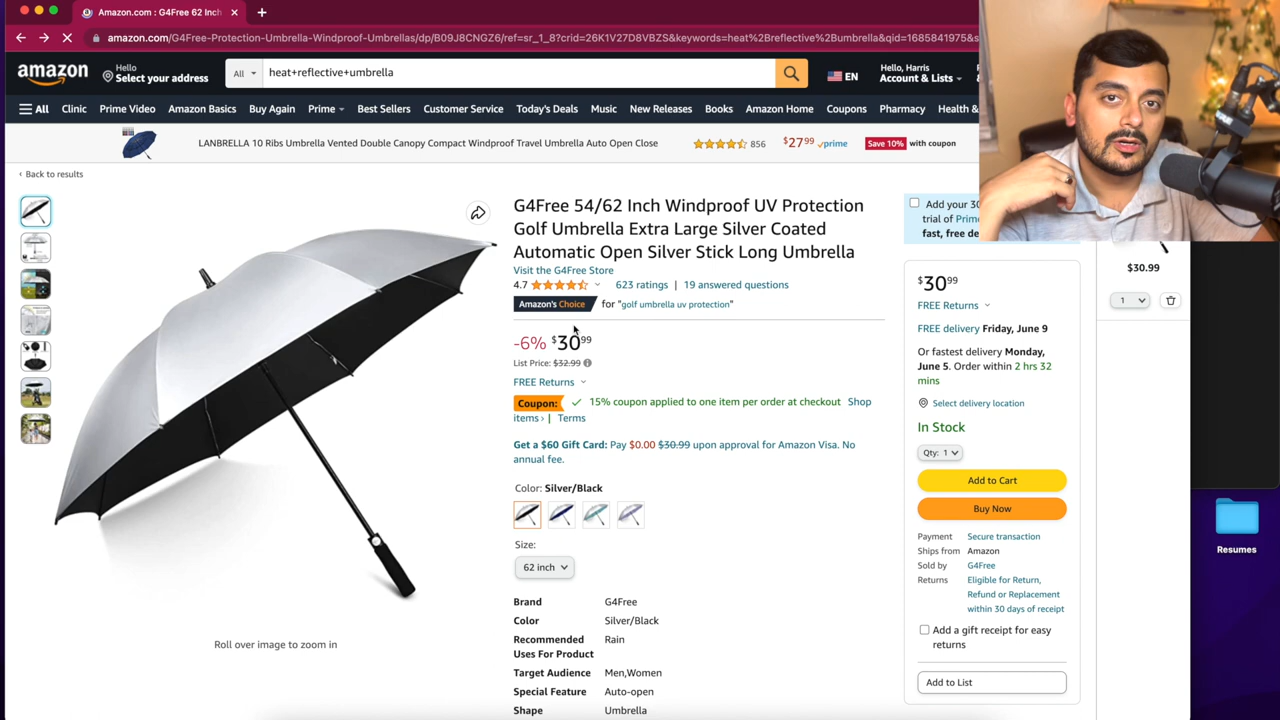 Amazon.com : G4Free 62 Inch
amazon.com/G4Free-Protection-Umbrella-Windproof-Umbrellas/dp/B09J8CNGZ6/ref=sr_1_8?crid=26K1V27D8VBZS&keywords=heat%2Breflective%2Bumbrella&qid=1685841975&s
amazon
Hello
Select your address
All
heat+reflective+umbrella
EN
Hello, Harris
Account & Lists
All
Clinic
Prime Video
Amazon Basics
Buy Again
Prime
Best Sellers
Customer Service
Today's Deals
Music
New Releases
Books
Amazon Home
Coupons
Pharmacy
Health &
LANBRELLA 10 Ribs Umbrella Vented Double Canopy Compact Windproof Travel Umbrella Auto Open Close
856
$27.99 prime
Save 10% with coupon
‹ Back to results
G4Free 54/62 Inch Windproof UV Protection
Golf Umbrella Extra Large Silver Coated
Automatic Open Silver Stick Long Umbrella
Visit the G4Free Store
4.7
623 ratings | 19 answered questions
Amazon's Choice for "golf umbrella uv protection"
-6% $30.99
List Price: $32.99
FREE Returns
Coupon: 15% coupon applied to one item per order at checkout Shop
items › | Terms
Get a $60 Gift Card: Pay $0.00 $30.99 upon approval for Amazon Visa. No
annual fee.
Color: Silver/Black
Size:
62 inch
Brand G4Free
Color Silver/Black
Recommended Rain
Uses For Product
Target Audience Men,Women
Special Feature Auto-open
Shape Umbrella
Roll over image to zoom in
Add your 30
trial of Prime
fast, free de
$30.99
FREE Returns
FREE delivery Friday, June 9
Or fastest delivery Monday,
June 5. Order within 2 hrs 32
mins
Select delivery location
In Stock
Qty: 1
Add to Cart
Buy Now
Payment Secure transaction
Ships from Amazon
Sold by G4Free
Returns Eligible for Return,
Refund or Replacement
within 30 days of receipt
Add a gift receipt for easy
returns
Add to List
$30.99
1
Resumes